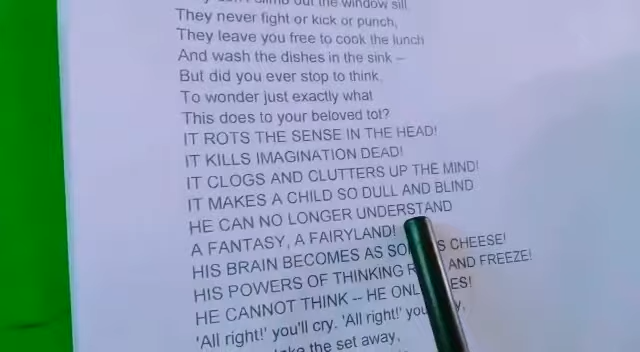 out the window sill.
They never fight or kick or punch,
They leave you free to cook the lunch
And wash the dishes in the sink --
But did you ever stop to think,
To wonder just exactly what
This does to your beloved tot?
IT ROTS THE SENSE IN THE HEAD!
IT KILLS IMAGINATION DEAD!
IT CLOGS AND CLUTTERS UP THE MIND!
IT MAKES A CHILD SO DULL AND BLIND
HE CAN NO LONGER UNDERSTAND
A FANTASY, A FAIRYLAND!
HIS BRAIN BECOMES AS CHEESE!
HIS POWERS OF THINKING AND FREEZE!
HE CANNOT THINK -- HE
'All right!' you'll cry. 'All right!'
the set away,